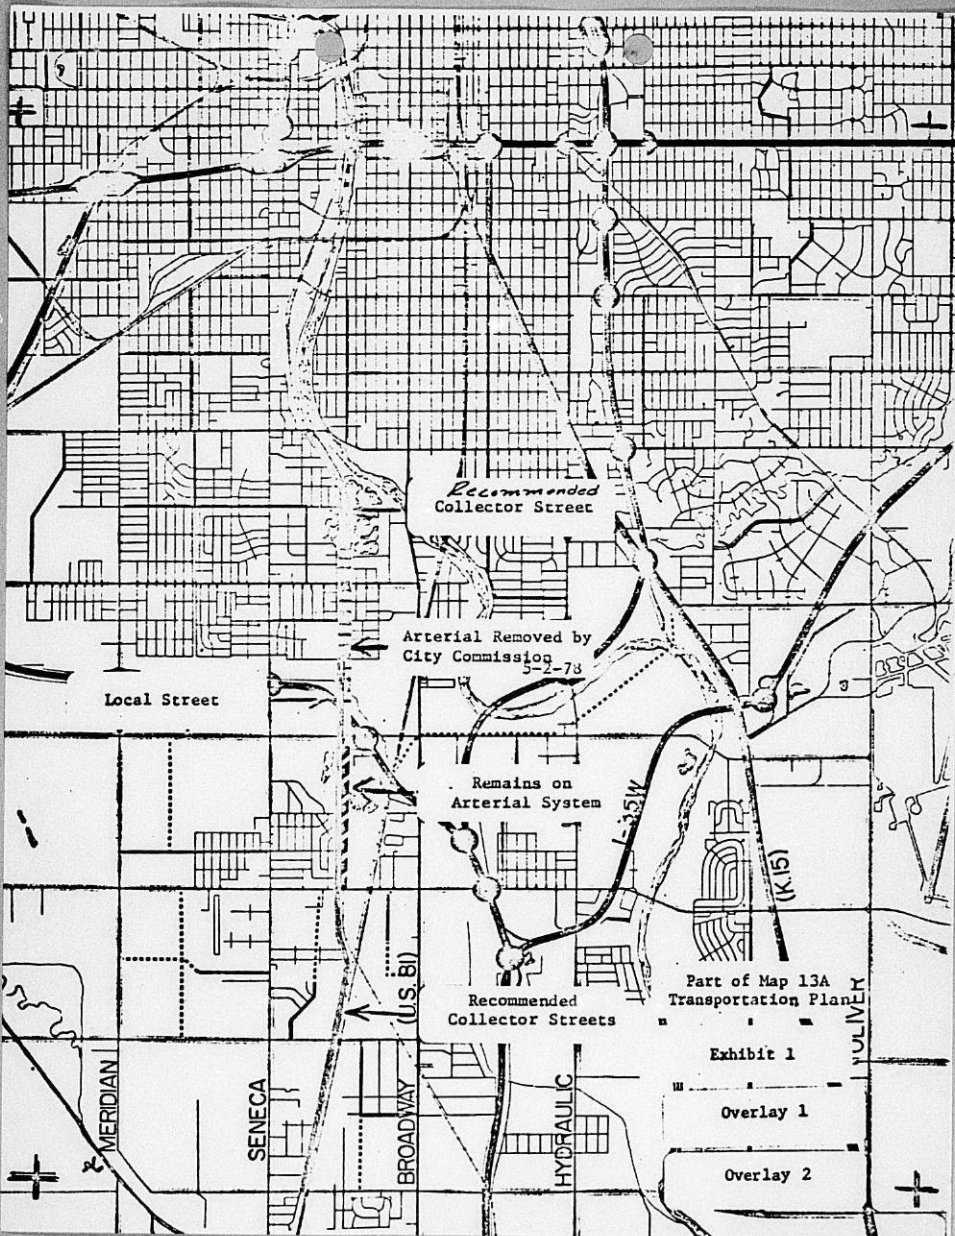 Recommended
Collector Street
Arterial Removed by
City Commission
5-2-78
Local Street
Remains on
Arterial System
I-35W
(K.15)
(U.S. 81)
Recommended
Collector Streets
Part of Map 13A
Transportation Plan
OLIVER
Exhibit 1
MERIDIAN
SENECA
BROADWAY
HYDRAULIC
Overlay 1
Overlay 2